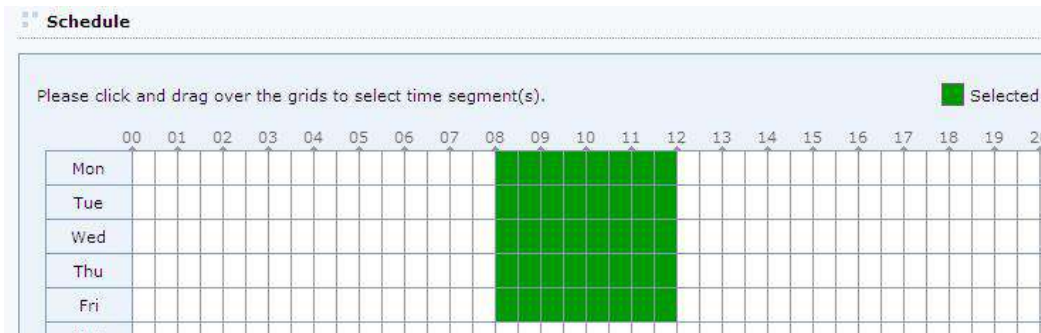 Schedule
Please click and drag over the grids to select time segment(s).
Selected
00 01 02 03 04 05 06 07 08 09 10 11 12 13 14 15 16 17 18 19
Mon
Tue
Wed
Thu
Fri